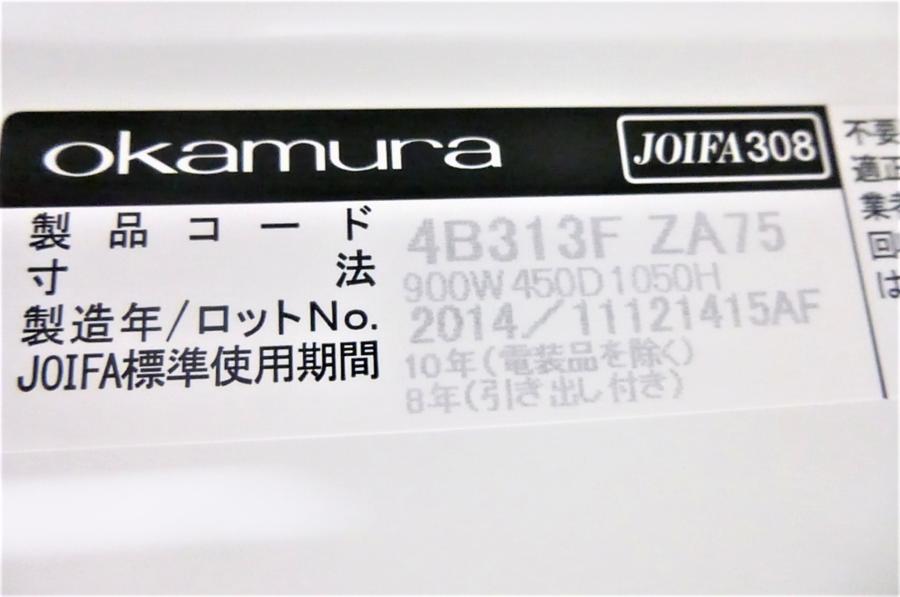 okamura JOIFA308
製品コード 4B313F ZA75
寸法 900W450D1050H
製造年/ロットNo. 2014/11121415AF
JOIFA標準使用期間 10年(電装品を除く)
8年(引き出し付き)
不要
適正
業者
回収
は